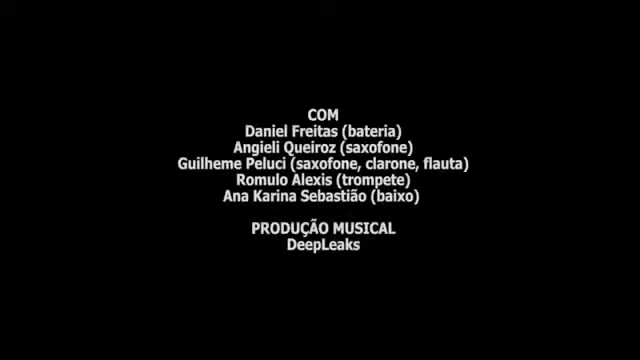 COM
Daniel Freitas (bateria)
Angieli Queiroz (saxofone)
Guilheme Peluci (saxofone, clarone, flauta)
Romulo Alexis (trompete)
Ana Karina Sebastião (baixo)
PRODUÇÃO MUSICAL
DeepLeaks